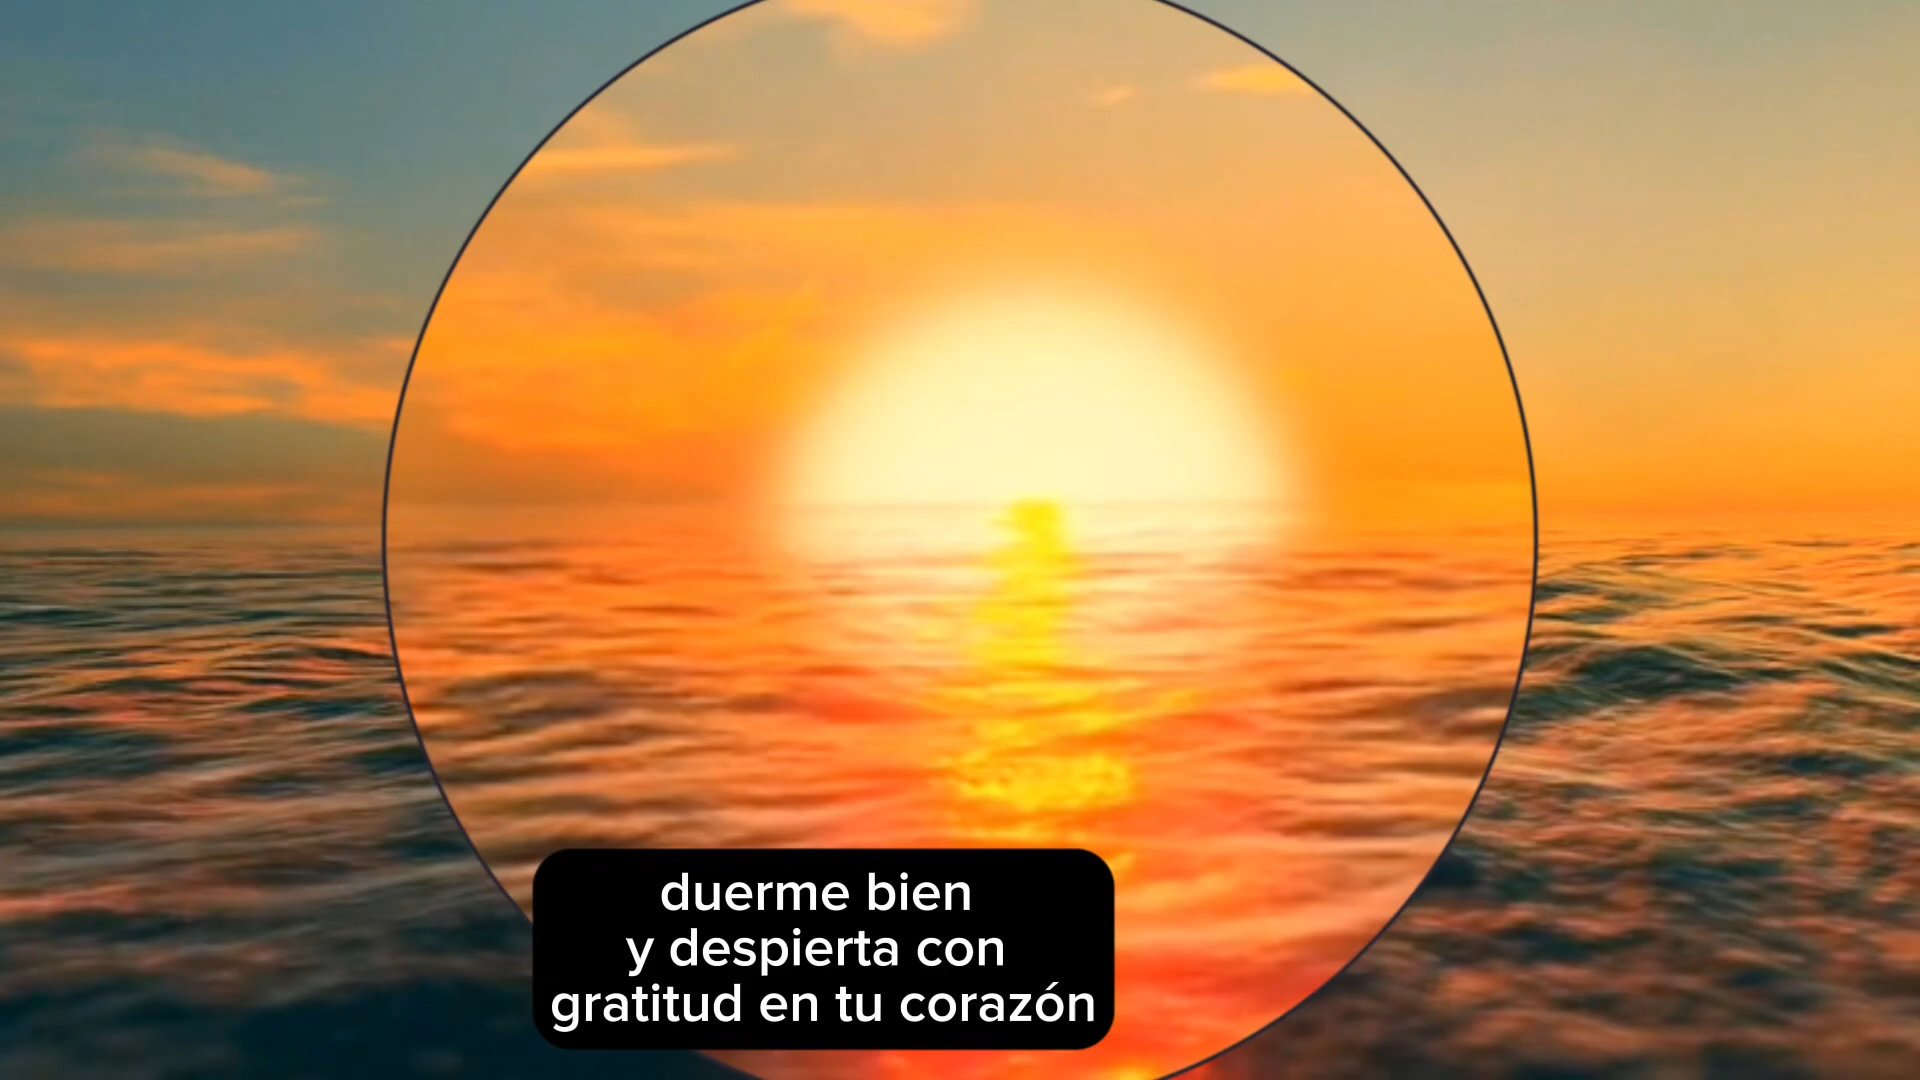 duerme bien
y despierta con
gratitud en tu corazón